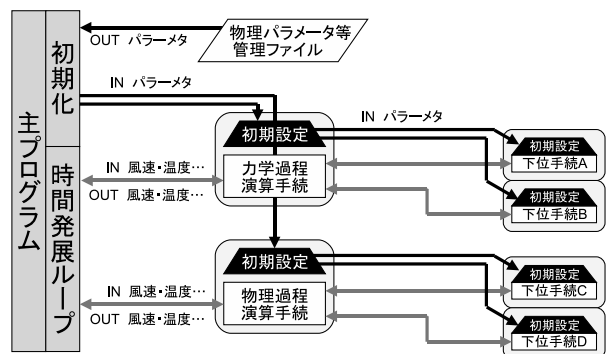 主プログラム
初期化
時間発展ループ
OUT パラメータ
物理パラメータ等
管理ファイル
IN パラメータ
IN パラメータ
初期設定
力学過程
演算手続
IN 風速・温度…
OUT 風速・温度…
初期設定
下位手続A
初期設定
下位手続B
初期設定
物理過程
演算手続
IN 風速・温度…
OUT 風速・温度…
初期設定
下位手続C
初期設定
下位手続D